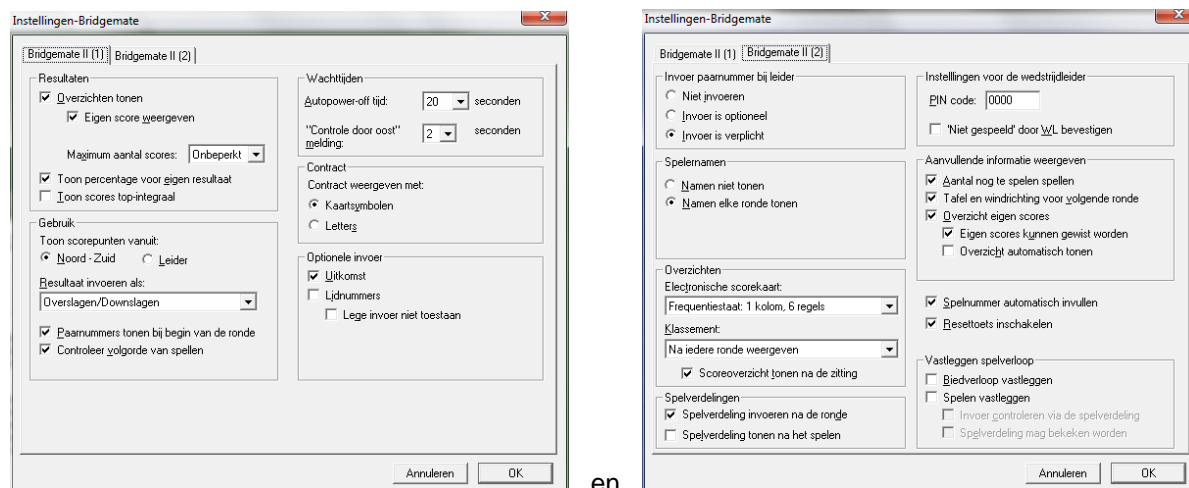 Instellingen-Bridgemate
Bridgemate II (1) Bridgemate II (2)
Resultaten
Overzichten tonen
Eigen score weergeven
Maximum aantal scores: Onbeperkt
Toon percentage voor eigen resultaat
Toon scores top-integraal
Gebruik
Toon scorepunten vanuit:
Noord - Zuid Leider
Resultaat invoeren als:
Overslagen/Downslagen
Paarnummers tonen bij begin van de ronde
Controleer volgorde van spellen
Wachttijden
Autopower-off tijd: 20 seconden
"Controle door oost" 2 seconden
melding:
Contract
Contract weergeven met:
Kaartsymbolen
Letters
Optionele invoer
Uitkomst
Lidnummers
Lege invoer niet toestaan
Annuleren OK
en
Instellingen-Bridgemate
Bridgemate II (1) Bridgemate II (2)
Invoer paarnummer bij leider
Niet invoeren
Invoer is optioneel
Invoer is verplicht
Spelernamen
Namen niet tonen
Namen elke ronde tonen
Overzichten
Electronische scorekaart:
Frequentiestaat: 1 kolom, 6 regels
Klassement:
Na iedere ronde weergeven
Scoreoverzicht tonen na de zitting
Spelverdelingen
Spelverdeling invoeren na de ronde
Spelverdeling tonen na het spelen
Instelllingen voor de wedstrijdleider
PIN code: 0000
'Niet gespeeld' door WL bevestigen
Aanvullende informatie weergeven
Aantal nog te spelen spellen
Tafel en windrichting voor volgende ronde
Overzicht eigen scores
Eigen scores kunnen gewist worden
Overzicht automatisch tonen
Spelnummer automatisch invullen
Resettoets inschakelen
Vastleggen spelverloop
Biedverloop vastleggen
Spelen vastleggen
Invoer controleren via de spelverdeling
Spelverdeling mag bekeken worden
Annuleren OK